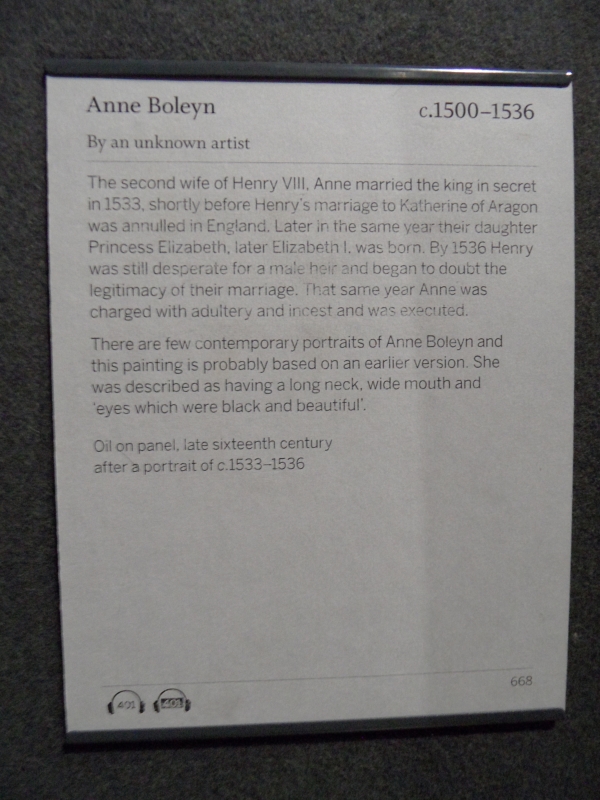 Anne Boleyn c.1500–1536
By an unknown artist
The second wife of Henry VIII, Anne married the king in secret
in 1533, shortly before Henry's marriage to Katherine of Aragon
was annulled in England. Later in the same year their daughter
Princess Elizabeth, later Elizabeth I, was born. By 1536 Henry
was still desperate for a male heir and began to doubt the
legitimacy of their marriage. That same year Anne was
charged with adultery and incest and was executed.
There are few contemporary portraits of Anne Boleyn and
this painting is probably based on an earlier version. She
was described as having a long neck, wide mouth and
‘eyes which were black and beautiful’.
Oil on panel, late sixteenth century
after a portrait of c.1533–1536
668
401 401